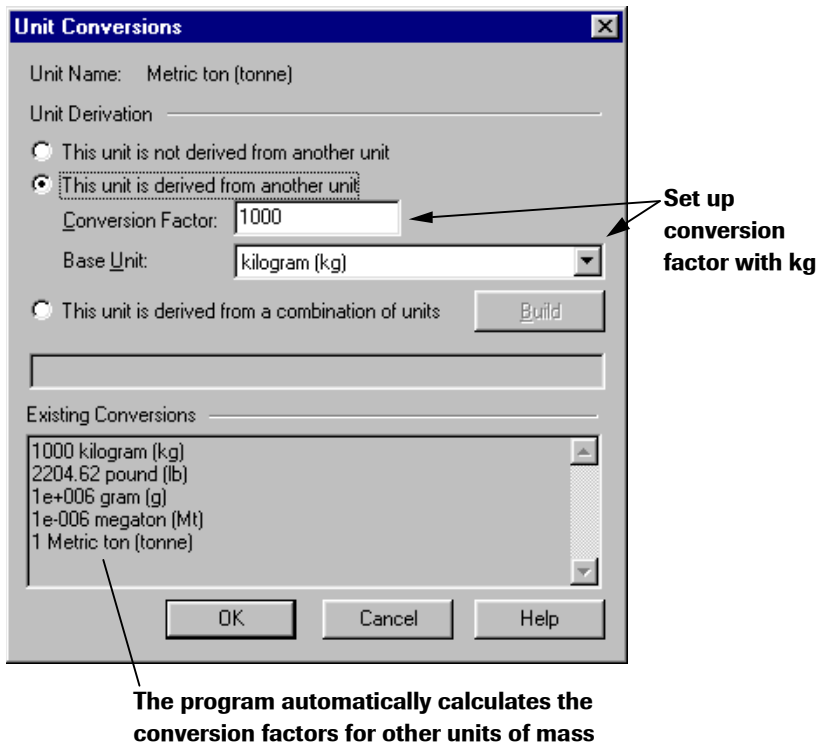 Unit Conversions
Unit Name: Metric ton (tonne)
Unit Derivation
This unit is not derived from another unit
This unit is derived from another unit
Conversion Factor: 1000
Base Unit: kilogram (kg)
Set up
conversion
factor with kg
This unit is derived from a combination of units Build
Existing Conversions
1000 kilogram (kg)
2204.62 pound (lb)
1e+006 gram (g)
1e-006 megaton (Mt)
1 Metric ton (tonne)
OK Cancel Help
The program automatically calculates the
conversion factors for other units of mass